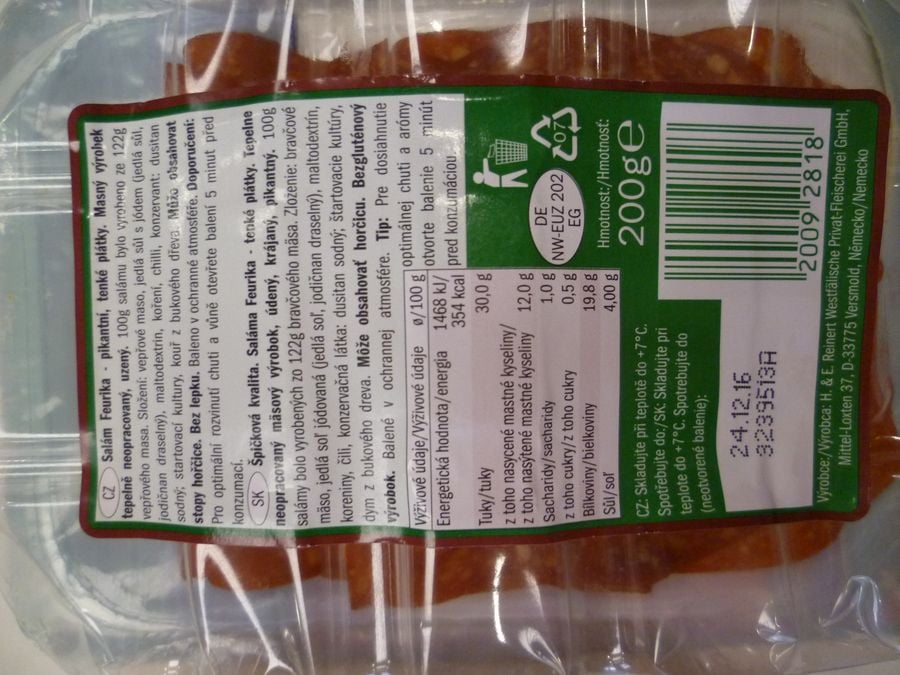 CZ Salám Feurika - pikantní, tenké plátky. Masný výrobek
tepelně neopracovaný, uzený. 100g salámu bylo vyrobeno ze 122g
vepřového masa. Složení: vepřové maso, jedlá sůl s jódem (jedlá sůl,
jodičnan draselný), maltodextrin, koření, chilli, konzervant: dusitan
sodný, startovací kultury, kouř z bukového dřeva. Může obsahovat
stopy hořčice. Bez lepku. Baleno v ochranné atmosféře. Doporučení:
Pro optimální rozvinutí chuti a vůně otevřete balení 5 minut před
konzumací.
SK Špičková kvalita. Saláma Feurika - tenké plátky. Tepelne
neopracovaný mäsový výrobok, údený, krájaný, pikantný. 100g
salámy bolo vyrobených zo 122g bravčového mäsa. Zloženie: bravčové
mäso, jedlá soľ jódovaná (jedlá soľ, jodičnan draselný), maltodextrín,
koreniny, čili, konzervačná látka: dusitan sodný; štartovacie kultúry,
dym z bukového dreva. Môže obsahovať horčicu. Bezgluténový
výrobok. Balené v ochrannej atmosfére. Tip: Pre dosiahnutie
optimálnej chuti a arómy
otvorte balenie 5 minút
pred konzumáciou.
Výživové údaje/Výživové údaje ø/100 g
Energetická hodnota/energia 1468 kJ/
354 kcal
Tuky/tuky 30,0 g
z toho nasycené mastné kyseliny/
z toho nasýtené mastné kyseliny 12,0 g
Sacharidy/sacharidy 1,0 g
z toho cukry/z toho cukry 0,5 g
Bílkoviny/bielkoviny 19,8 g
Sůl/soľ 4,00 g
07
DE
NW-EUZ 202
EG
Hmotnost:/Hmotnosť:
200g e
CZ: Skladujte při teplotě do +7°C.
Spotřebujte do:/SK: Skladujte pri
teplote do +7°C. Spotrebujte do
(neotvorené balenie):
24.12.16
3239513A
2009 2818
Výrobce:/Výrobca: H. & E. Reinert Westfälische Privat-Fleischerei GmbH,
Mittel-Loxten 37, D-33775 Versmold, Německo/Nemecko